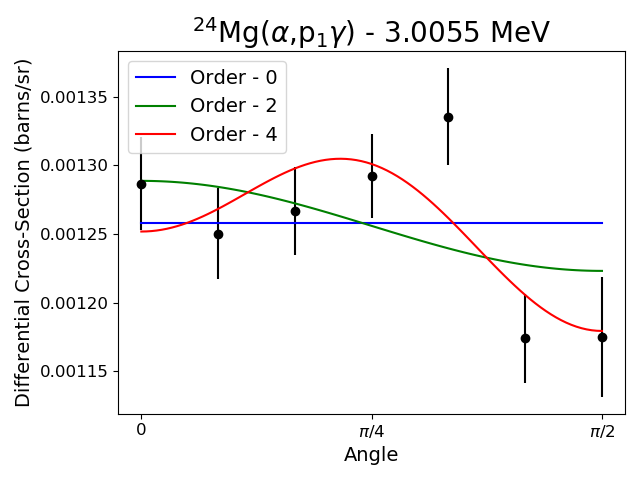 ²⁴Mg(α,p₁γ) - 3.0055 MeV
Order - 0
Order - 2
Order - 4
Differential Cross-Section (barns/sr)
0.00135
0.00130
0.00125
0.00120
0.00115
0 π/4 π/2
Angle